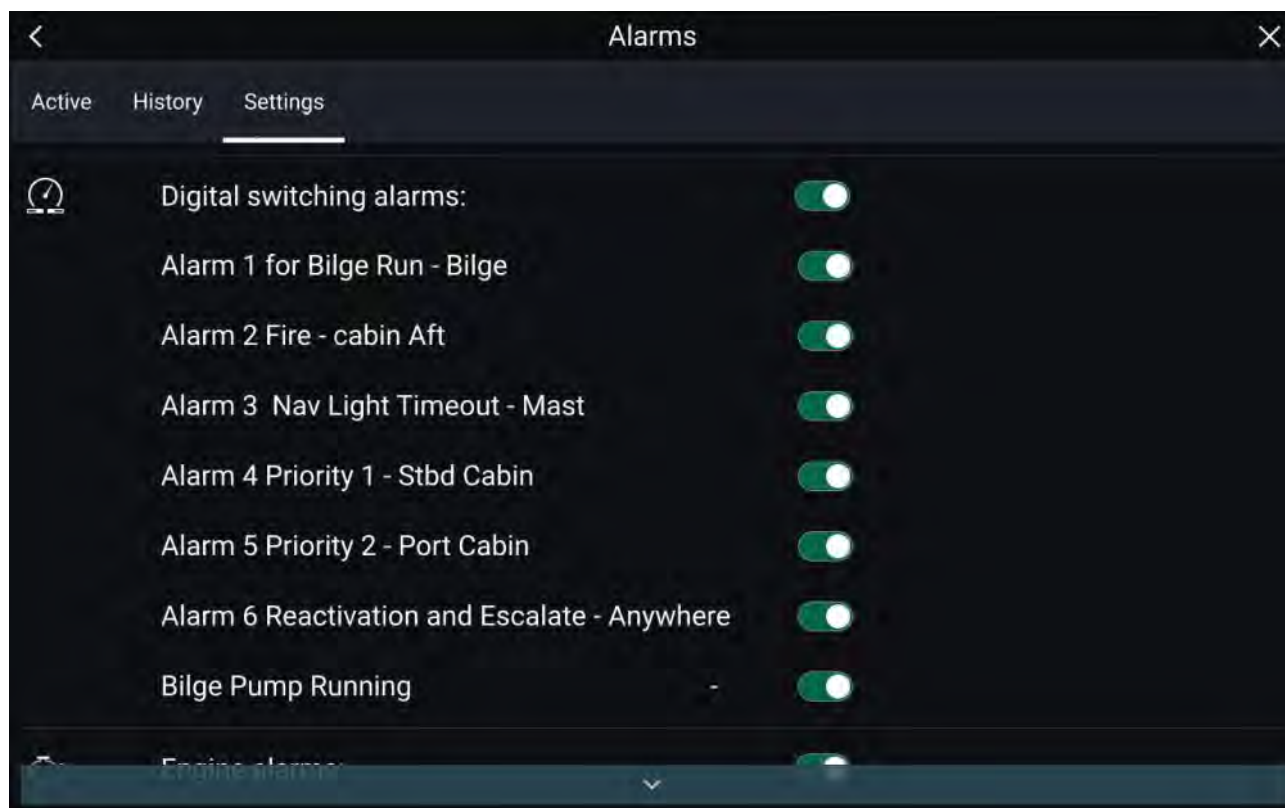 Alarms
Active History Settings
Digital switching alarms:
Alarm 1 for Bilge Run - Bilge
Alarm 2 Fire - cabin Aft
Alarm 3  Nav Light Timeout - Mast
Alarm 4 Priority 1 - Stbd Cabin
Alarm 5 Priority 2 - Port Cabin
Alarm 6 Reactivation and Escalate - Anywhere
Bilge Pump Running -
Engine alarms: